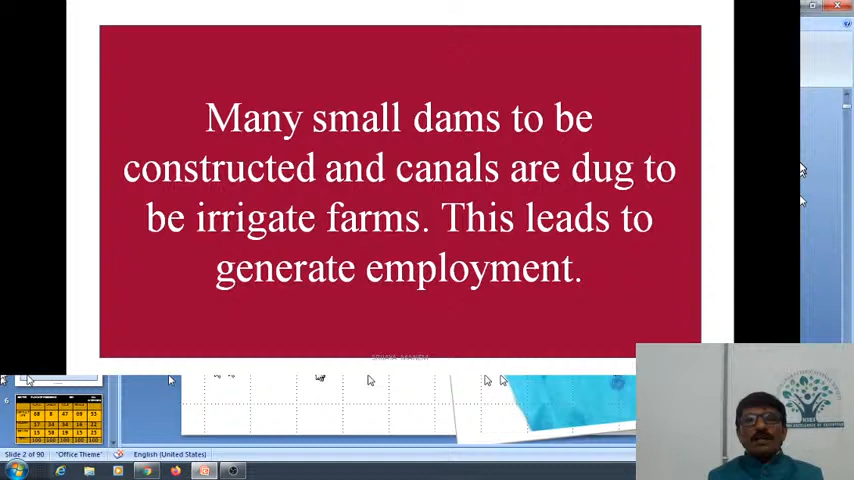 Many small dams to be
constructed and canals are dug to
be irrigate farms. This leads to
generate employment.
6
Slide 2 of 90
"Office Theme"
English (United States)